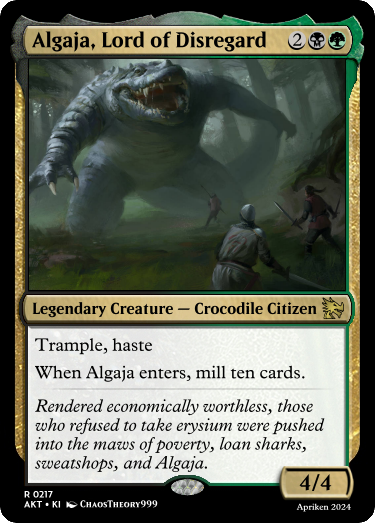 Algaja, Lord of Disregard 2
Legendary Creature — Crocodile Citizen
Trample, haste
When Algaja enters, mill ten cards.
Rendered economically worthless, those
who refused to take erysium were pushed
into the maws of poverty, loan sharks,
sweatshops, and Algaja.
4/4
R 0217
AKT • KI ChaosTheory999
Apriken 2024